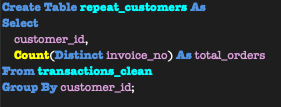 Create Table repeat_customers As
Select
customer_id,
Count(Distinct invoice_no) As total_orders
From transactions_clean
Group By customer_id;